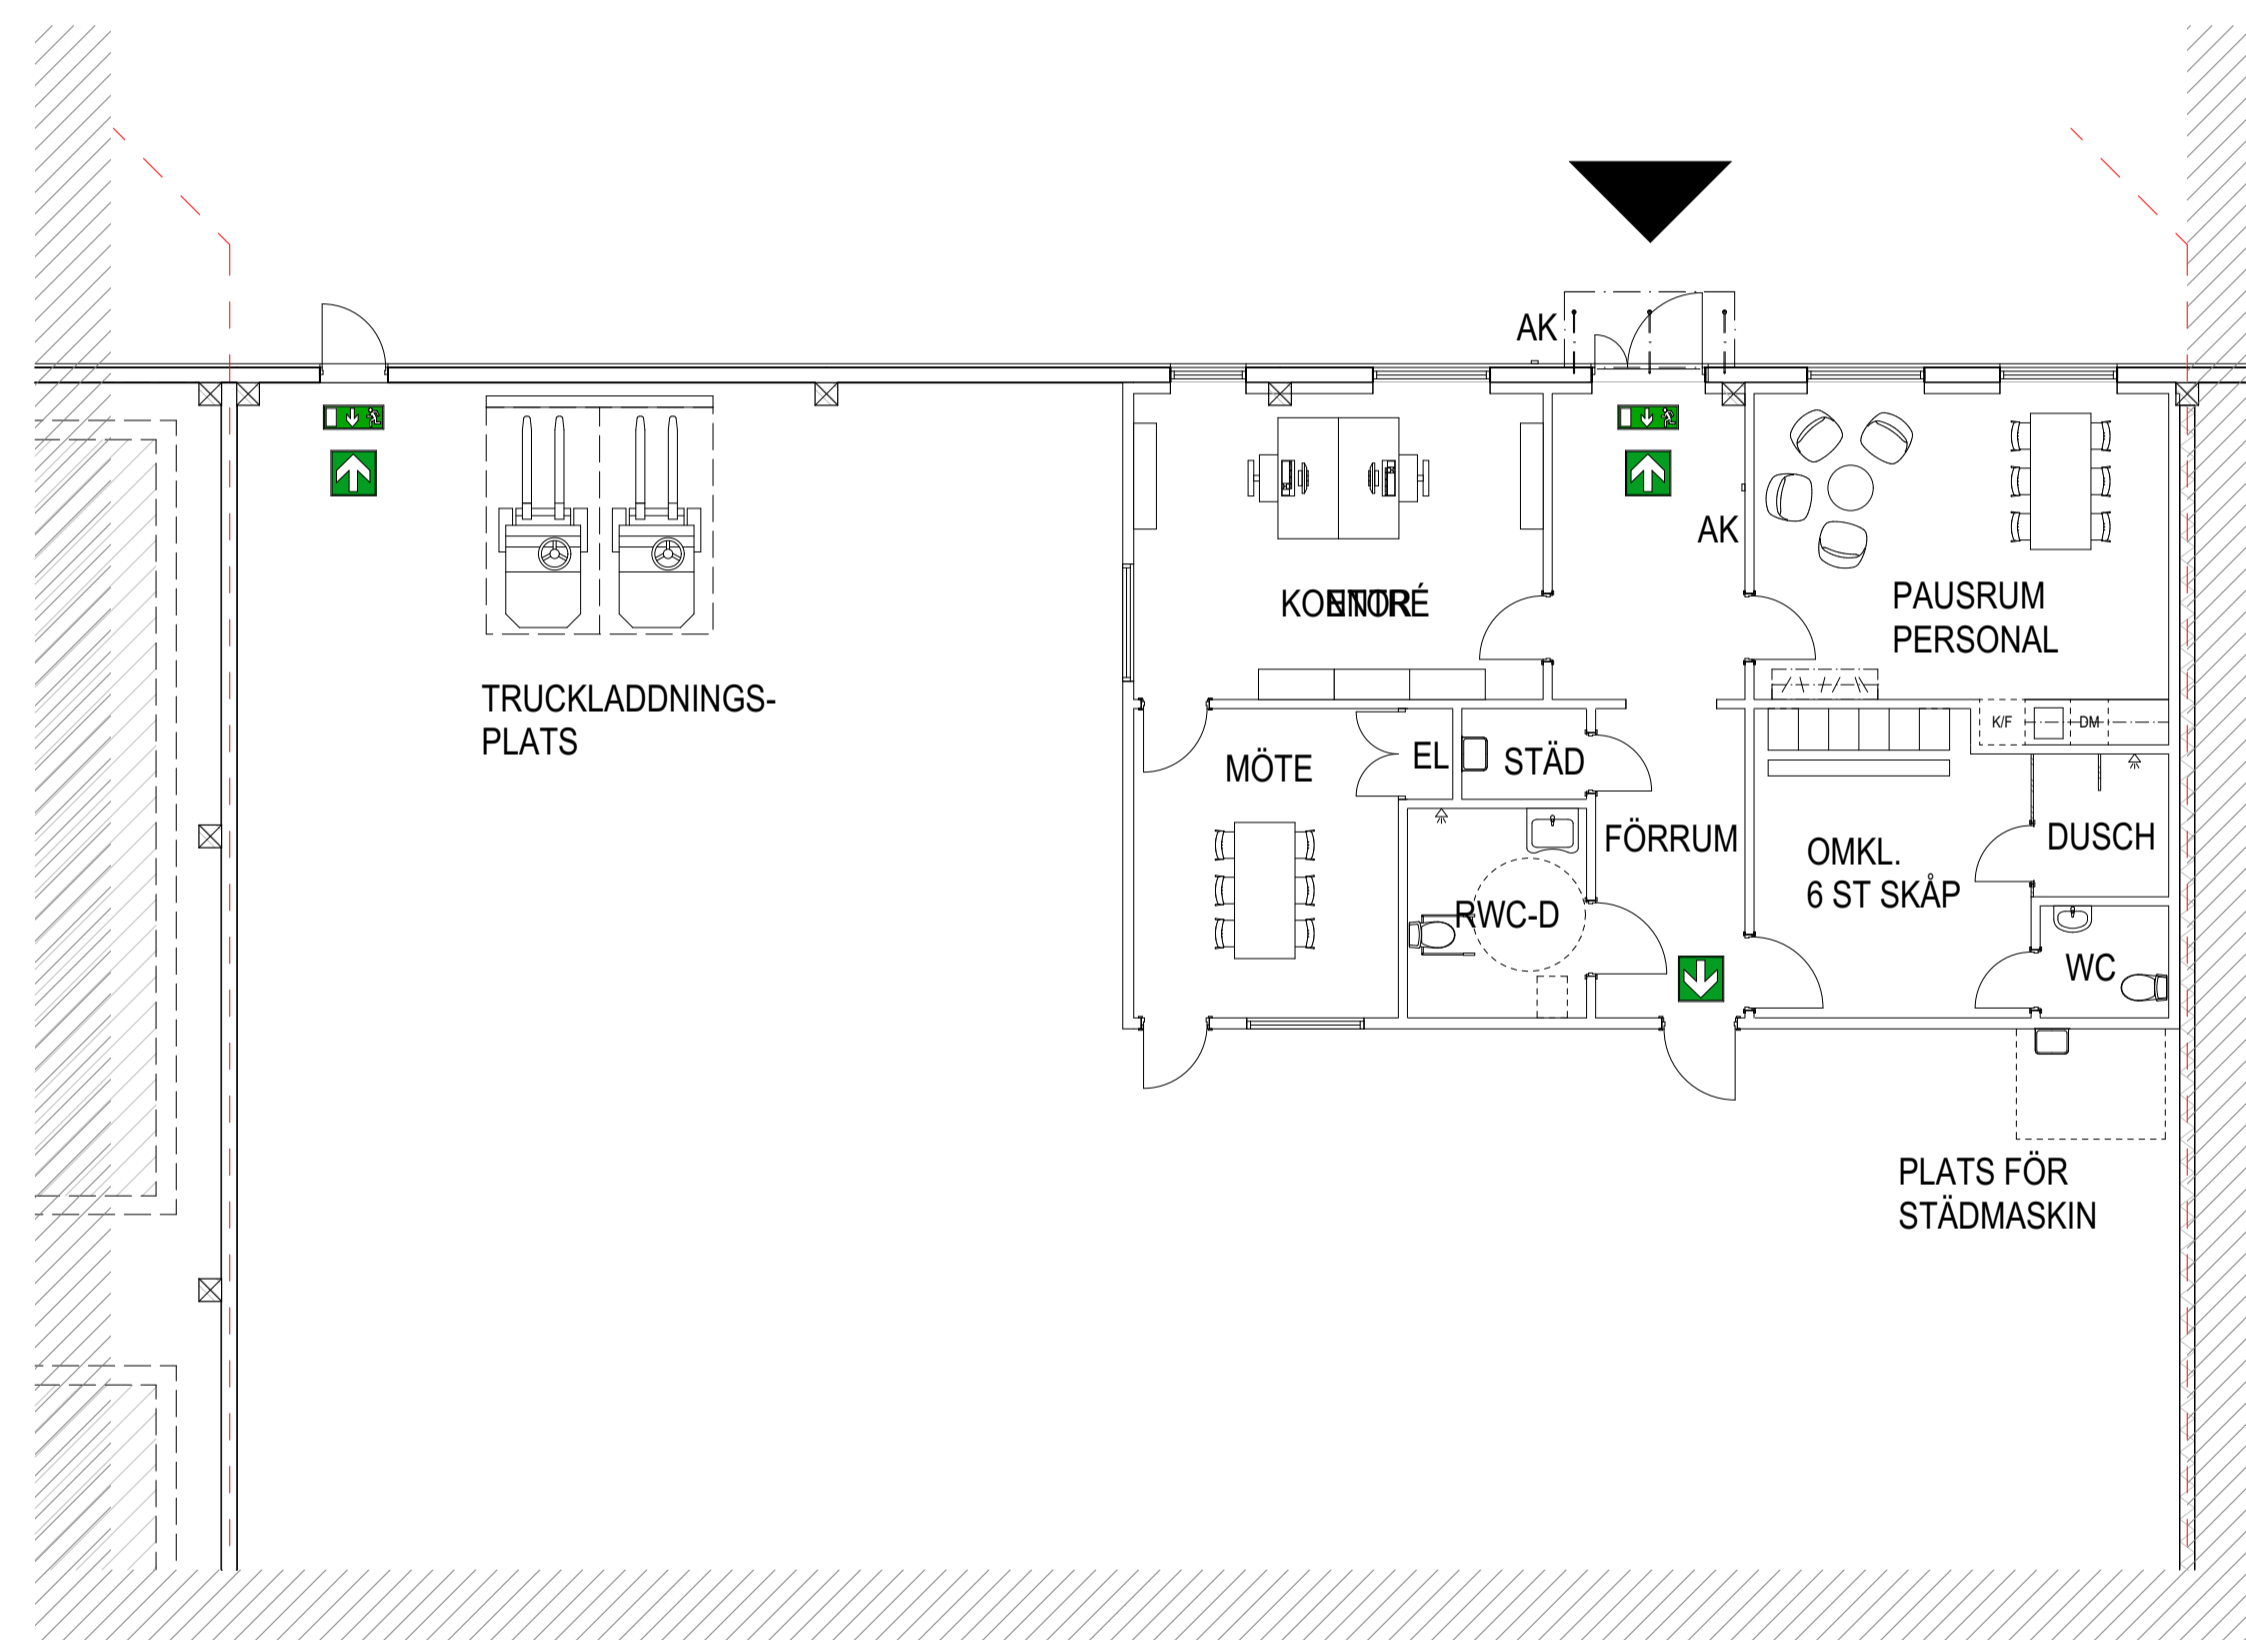 AK
AK
KONTOR
ENTRÉ
PAUSRUM
PERSONAL
TRUCKLADDNINGS-
PLATS
K/F
DM
MÖTE
EL
STÄD
FÖRRUM
DUSCH
OMKL.
6 ST SKÅP
RWC-D
WC
PLATS FÖR
STÄDMASKIN